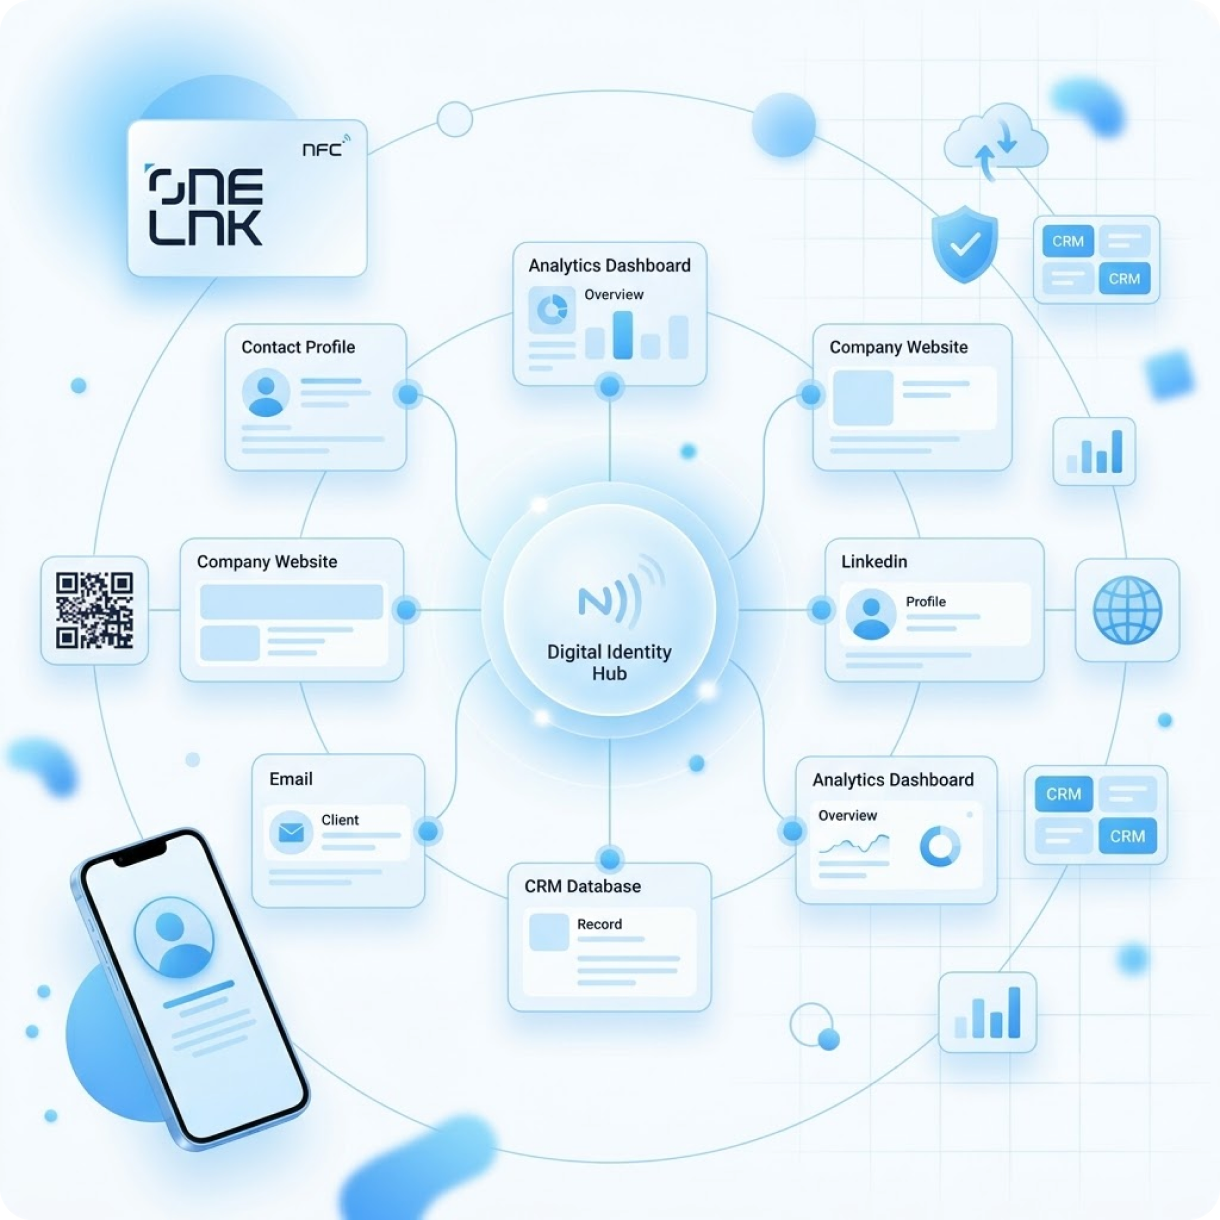 NFC
ONE
LNK
Analytics Dashboard
Overview
Contact Profile
Company Website
CRM
CRM
Company Website
Linkedin
Profile
Digital Identity
Hub
Email
Client
Analytics Dashboard
Overview
CRM
CRM
CRM Database
Record